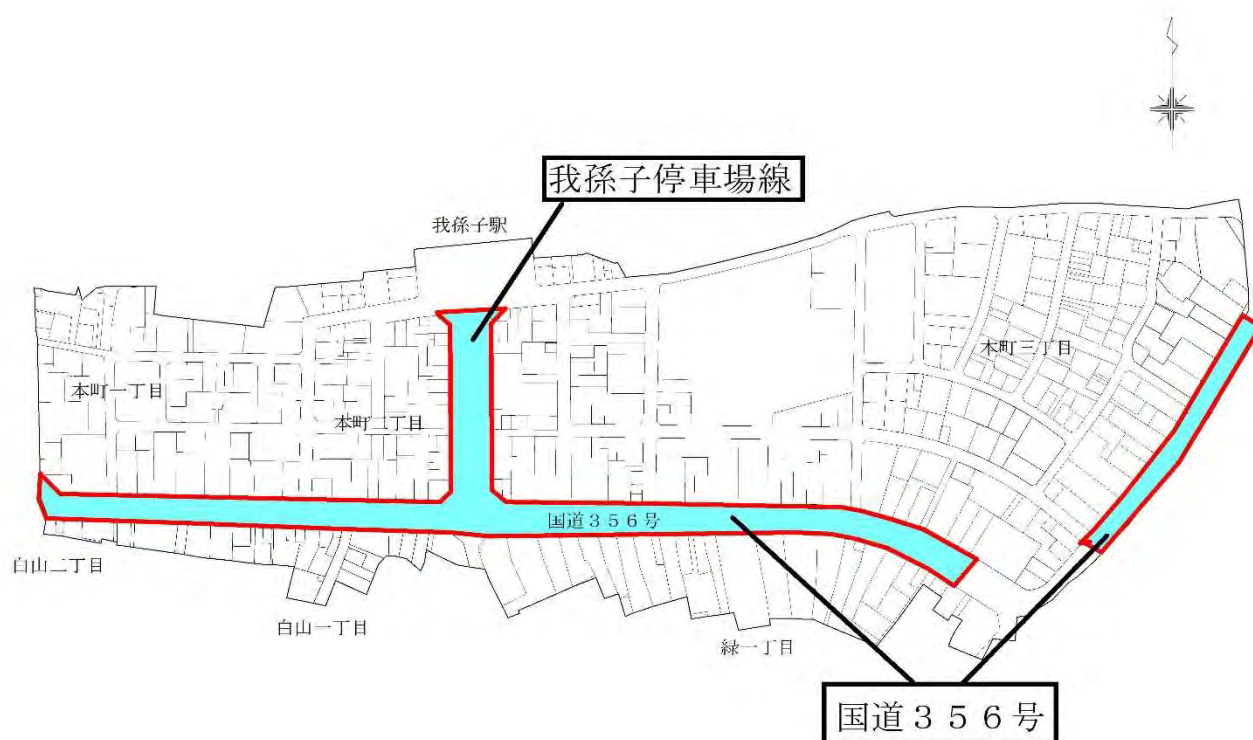 我孫子停車場線
我孫子駅
本町三丁目
本町一丁目
本町二丁目
国道３５６号
白山二丁目
白山一丁目
緑一丁目
国道３５６号